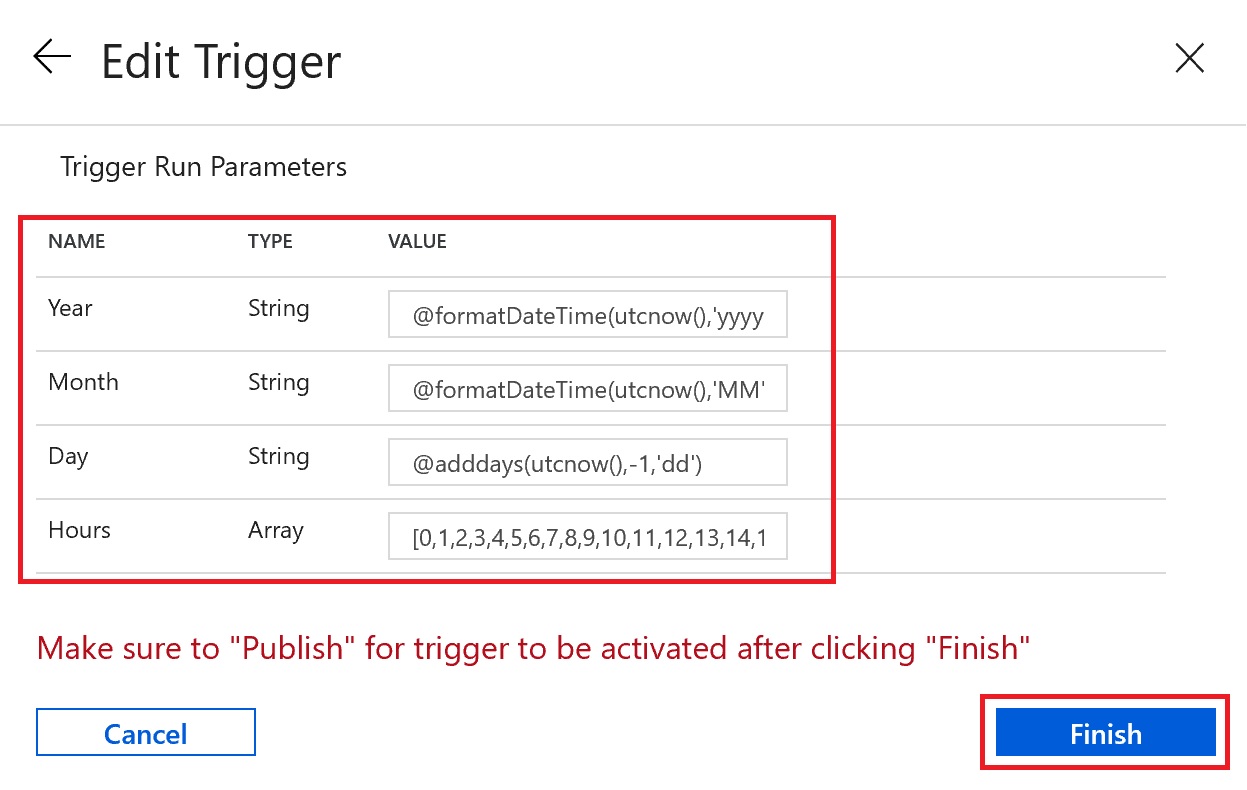 Edit Trigger
Trigger Run Parameters
NAME TYPE VALUE
Year String @formatDateTime(utcnow(),'yyyy
Month String @formatDateTime(utcnow(),'MM'
Day String @adddays(utcnow(),-1,'dd')
Hours Array [0,1,2,3,4,5,6,7,8,9,10,11,12,13,14,1
Make sure to "Publish" for trigger to be activated after clicking "Finish"
Cancel Finish